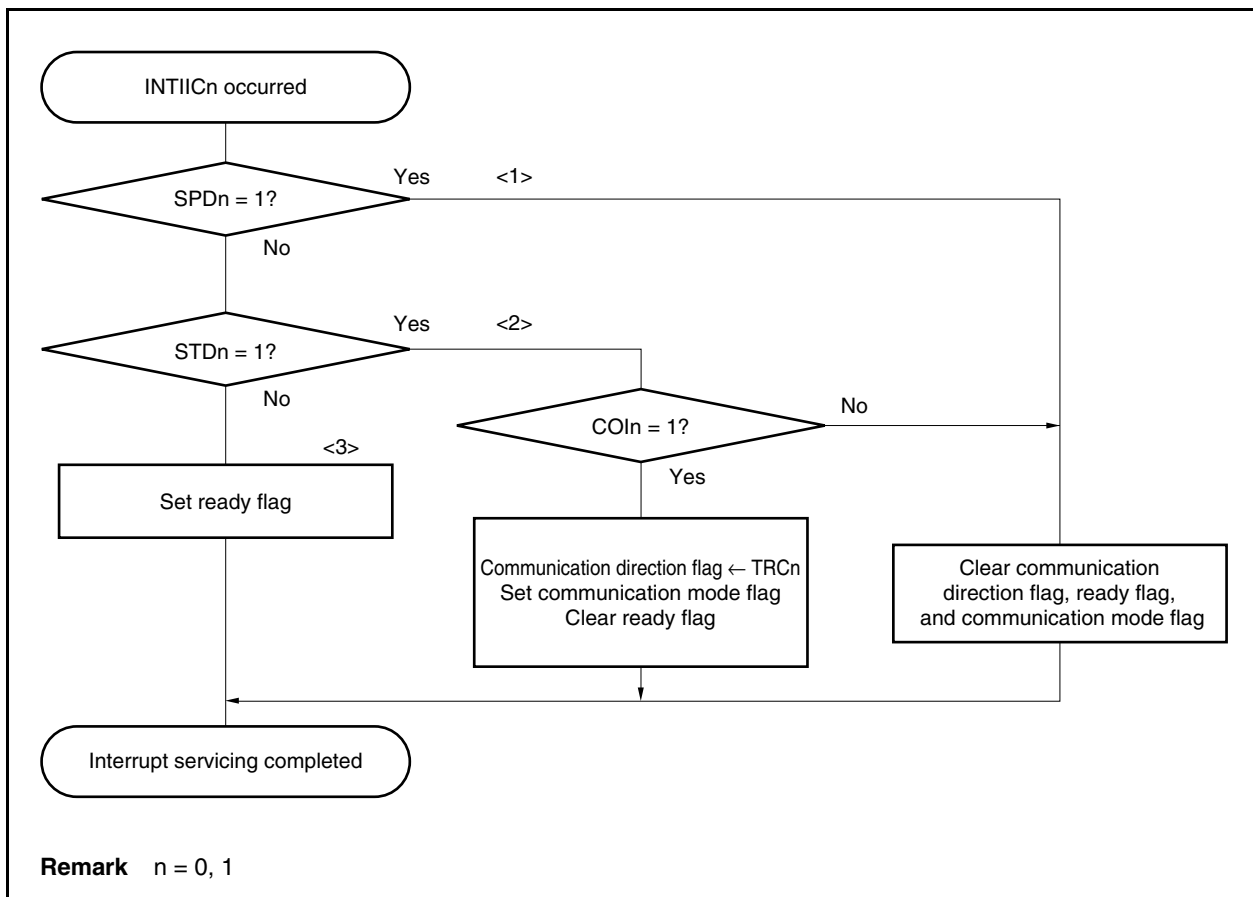 INTIICn occurred
Yes <1>
SPDn = 1?
No
Yes <2>
STDn = 1?
No
No
COIn = 1?
Yes
<3>
Set ready flag
Communication direction flag ← TRCn
Set communication mode flag
Clear ready flag
Clear communication
direction flag, ready flag,
and communication mode flag
Interrupt servicing completed
Remark n = 0, 1